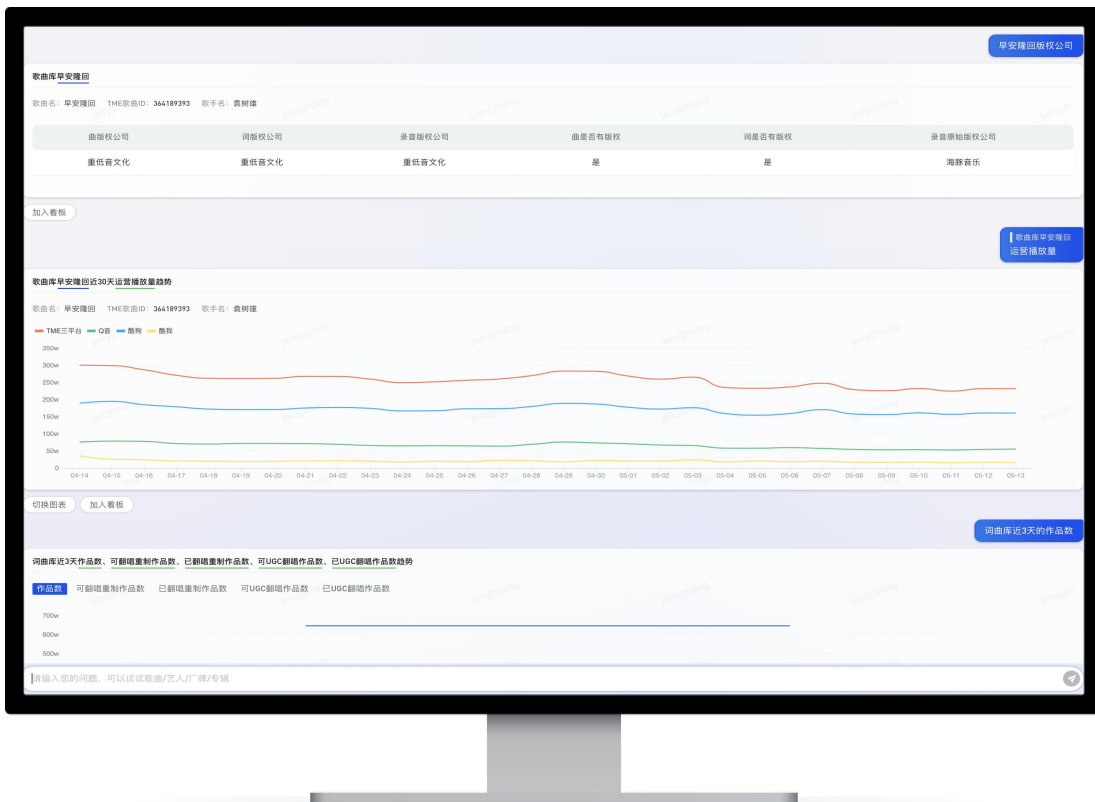 早安隆回版权公司
歌曲库早安隆回
歌曲名: 早安隆回 TME歌曲ID: 364189393 歌手名: 袁树雄
曲版权公司 词版权公司 录音版权公司 曲是否有版权 词是否有版权 录音原始版权公司
重低音文化 重低音文化 重低音文化 是 是 海豚音乐
加入看板
歌曲库早安隆回
运营播放量
歌曲库早安隆回近30天运营播放量趋势
歌曲名: 早安隆回 TME歌曲ID: 364189393 歌手名: 袁树雄
TME三平台 Q音 酷狗 酷我
350w
300w
250w
200w
150w
100w
50w
0
04-14 04-15 04-16 04-17 04-18 04-19 04-20 04-21 04-22 04-23 04-24 04-25 04-26 04-27 04-28 04-29 04-30 05-01 05-02 05-03 05-04 05-05 05-06 05-07 05-08 05-09 05-10 05-11 05-12 05-13
切换图表 加入看板
词曲库近3天的作品数
词曲库近3天作品数、可翻唱重制作品数、已翻唱重制作品数、可UGC翻唱作品数、已UGC翻唱作品数趋势
作品数 可翻唱重制作品数 已翻唱重制作品数 可UGC翻唱作品数 已UGC翻唱作品数
700w
600w
500w
请输入您的问题，可以试试歌曲/艺人/厂牌/专辑